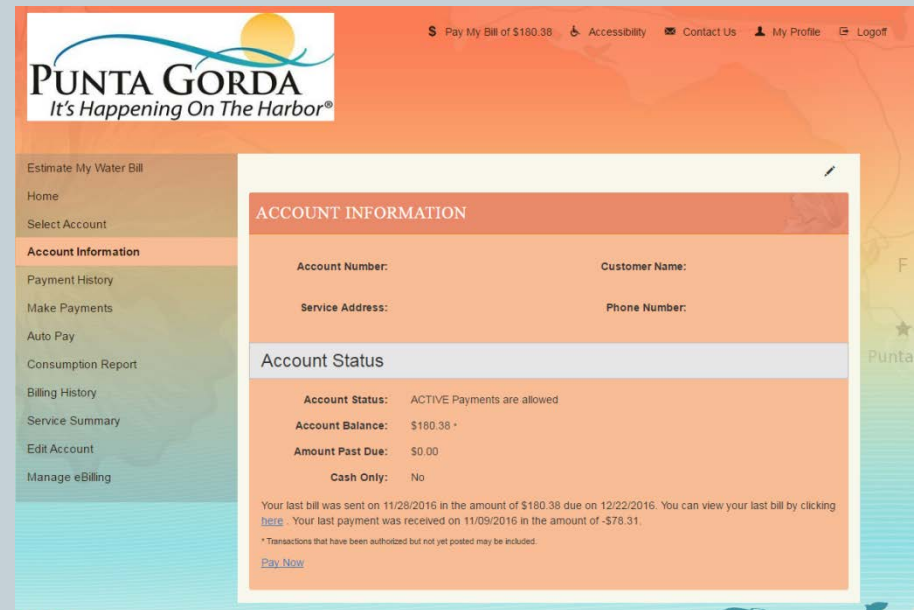 PUNTA GORDA
It's Happening On The Harbor®
$ Pay My Bill of $180.38 Accessibility Contact Us My Profile Logoff
Estimate My Water Bill
Home
Select Account
Account Information
Payment History
Make Payments
Auto Pay
Consumption Report
Billing History
Service Summary
Edit Account
Manage eBilling
ACCOUNT INFORMATION
Account Number: Customer Name:
Service Address: Phone Number:
Account Status
Account Status: ACTIVE Payments are allowed
Account Balance: $180.38 *
Amount Past Due: $0.00
Cash Only: No
Your last bill was sent on 11/28/2016 in the amount of $180.38 due on 12/22/2016. You can view your last bill by clicking
here . Your last payment was received on 11/09/2016 in the amount of -$78.31.
* Transactions that have been authorized but not yet posted may be included.
Pay Now
F
Punta